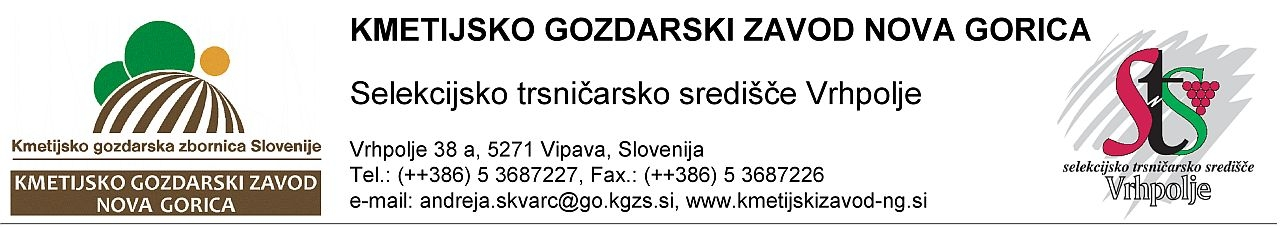 Kmetijsko gozdarska zbornica Slovenije
KMETIJSKO GOZDARSKI ZAVOD
NOVA GORICA
KMETIJSKO GOZDARSKI ZAVOD NOVA GORICA
Selekcijsko trsničarsko središče Vrhpolje
Vrhpolje 38 a, 5271 Vipava, Slovenija
Tel.: (++386) 5 3687227, Fax.: (++386) 5 3687226
e-mail: andreja.skvarc@go.kgzs.si, www.kmetijskizavod-ng.si
StS
selekcijsko trsničarsko središče
Vrhpolje